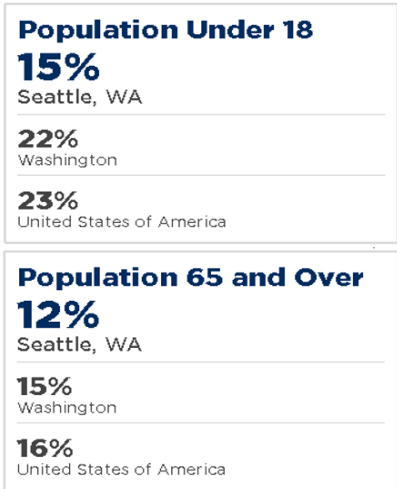 Population Under 18
15%
Seattle, WA
22%
Washington
23%
United States of America
Population 65 and Over
12%
Seattle, WA
15%
Washington
16%
United States of America